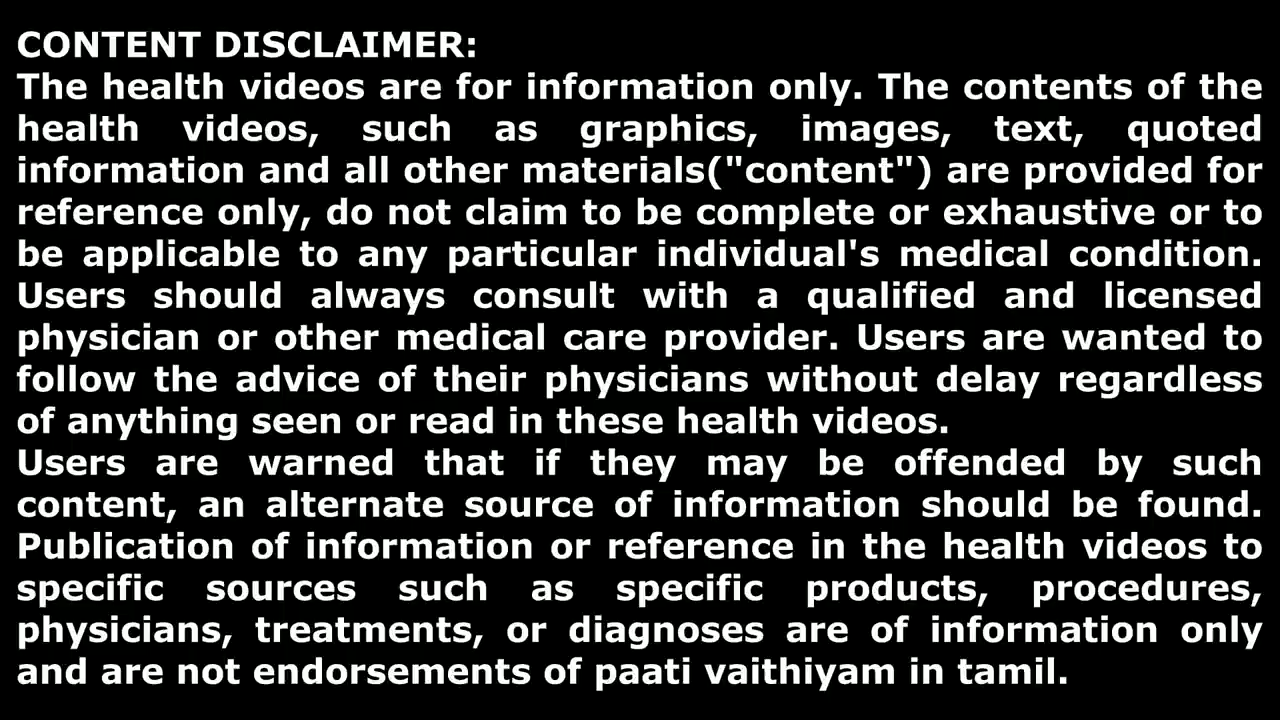 CONTENT DISCLAIMER:
The health videos are for information only. The contents of the
health videos, such as graphics, images, text, quoted
information and all other materials("content") are provided for
reference only, do not claim to be complete or exhaustive or to
be applicable to any particular individual's medical condition.
Users should always consult with a qualified and licensed
physician or other medical care provider. Users are wanted to
follow the advice of their physicians without delay regardless
of anything seen or read in these health videos.
Users are warned that if they may be offended by such
content, an alternate source of information should be found.
Publication of information or reference in the health videos to
specific sources such as specific products, procedures,
physicians, treatments, or diagnoses are of information only
and are not endorsements of paati vaithiyam in tamil.